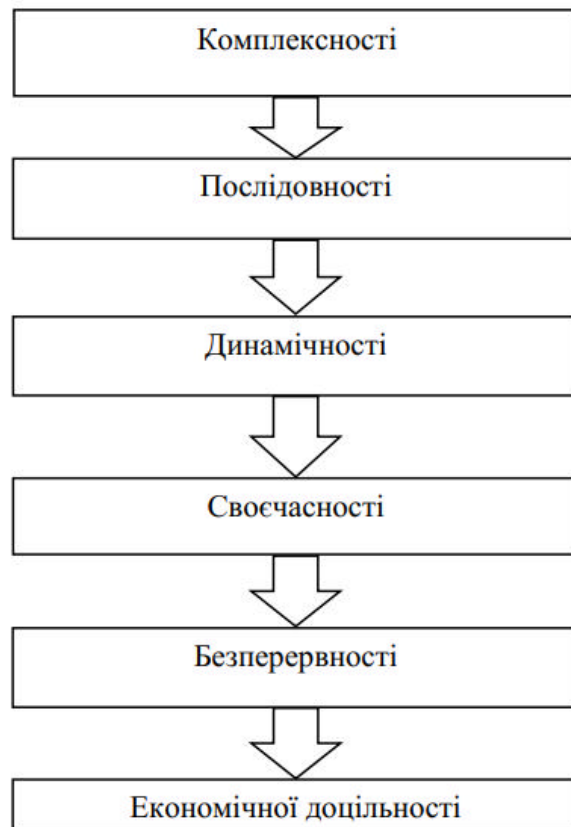 Комплексності
Послідовності
Динамічності
Своєчасності
Безперервності
Економічної доцільності